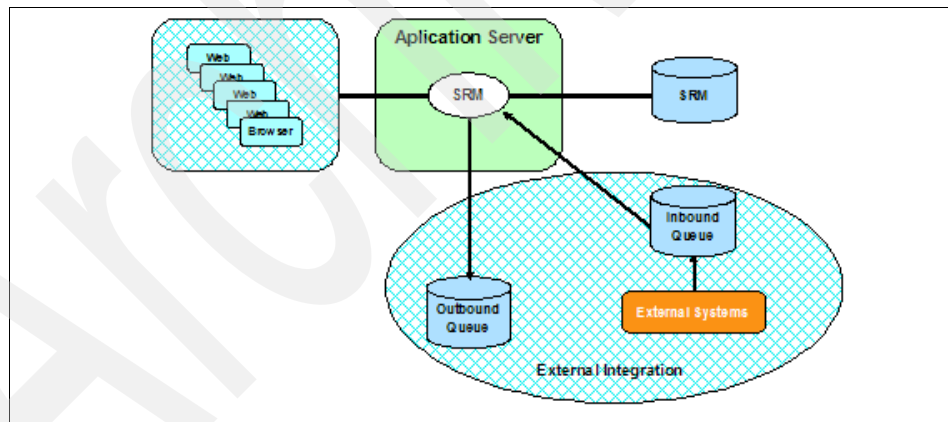 Web
Web
Web
Web
Browser
Aplication Server
SRM
SRM
Inbound
Queue
Outbound
Queue
External Systems
External Integration